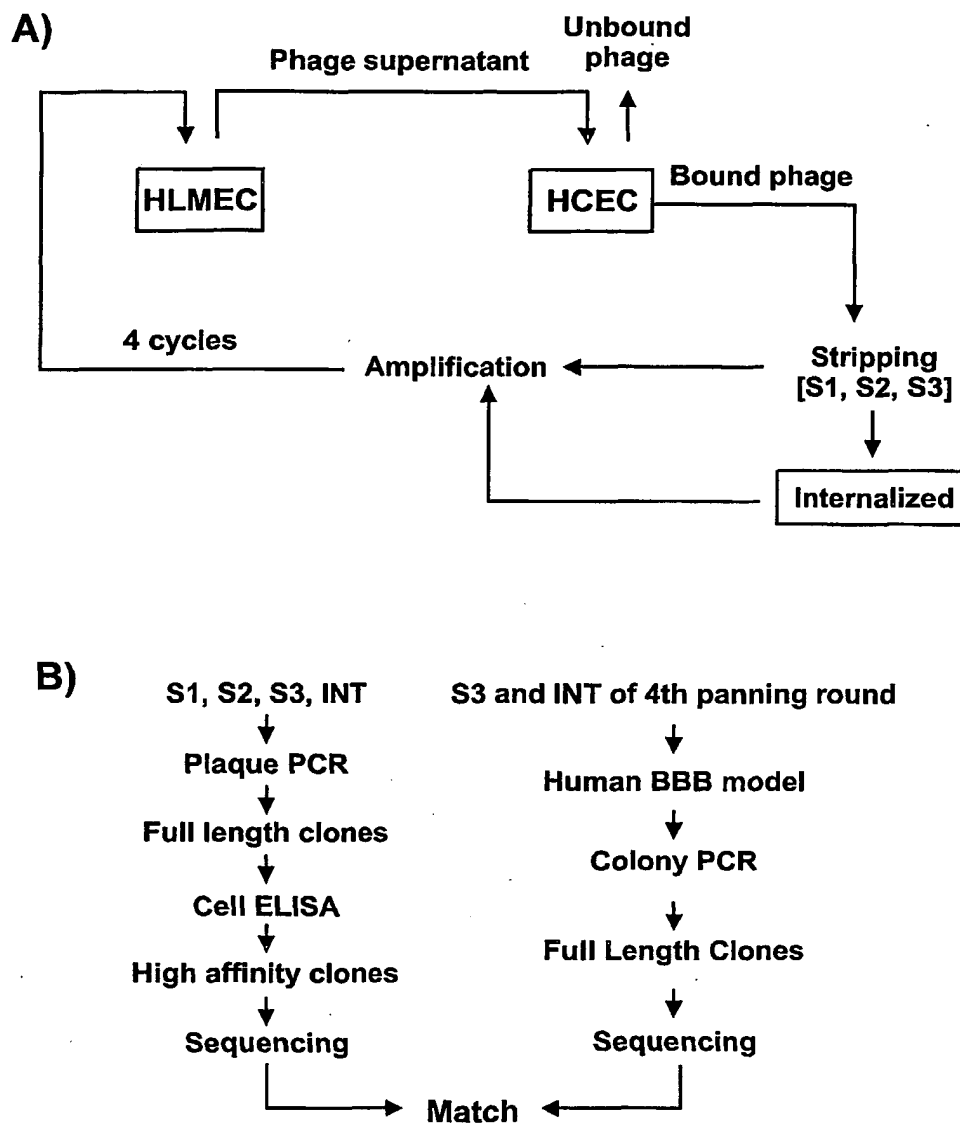 A)
Unbound
phage
Phage supernatant
HLMEC
HCEC
Bound phage
4 cycles
Amplification
Stripping
[S1, S2, S3]
Internalized
B)
S1, S2, S3, INT
Plaque PCR
Full length clones
Cell ELISA
High affinity clones
Sequencing
S3 and INT of 4th panning round
Human BBB model
Colony PCR
Full Length Clones
Sequencing
Match